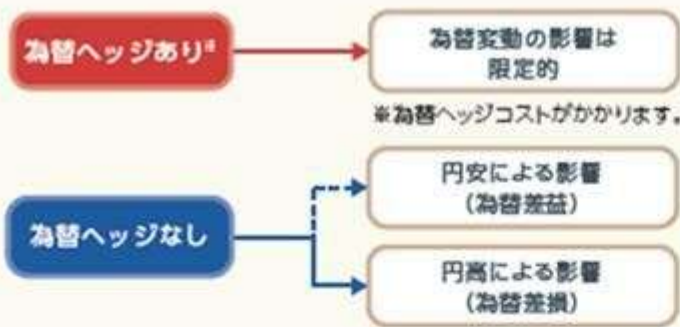 為替ヘッジあり※
為替変動の影響は
限定的
※為替ヘッジコストがかかります。
為替ヘッジなし
円安による影響
(為替差益)
円高による影響
(為替差損)